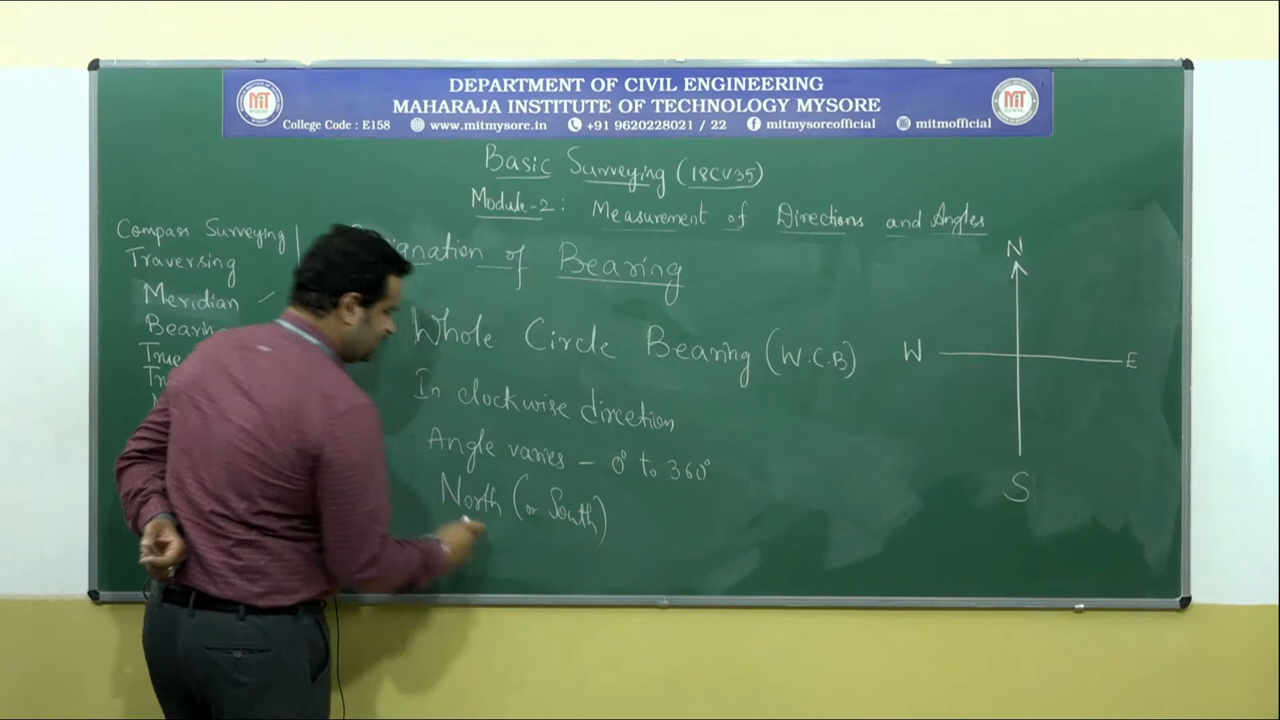 DEPARTMENT OF CIVIL ENGINEERING
MAHARAJA INSTITUTE OF TECHNOLOGY MYSORE
College Code : E158 www.mitmysore.in +91 9620228021 / 22 mitmysoreofficial mitmofficial
MIT
MIT
Basic Surveying (18CV35)
Module-2: Measurement of Directions and Angles
Compass Surveying
Traversing
Meridian
of Bearing
Whole Circle Bearing (W.C.B)
In clockwise direction
Angle varies – 0° to 360°
North (or South)
N
W
E
S